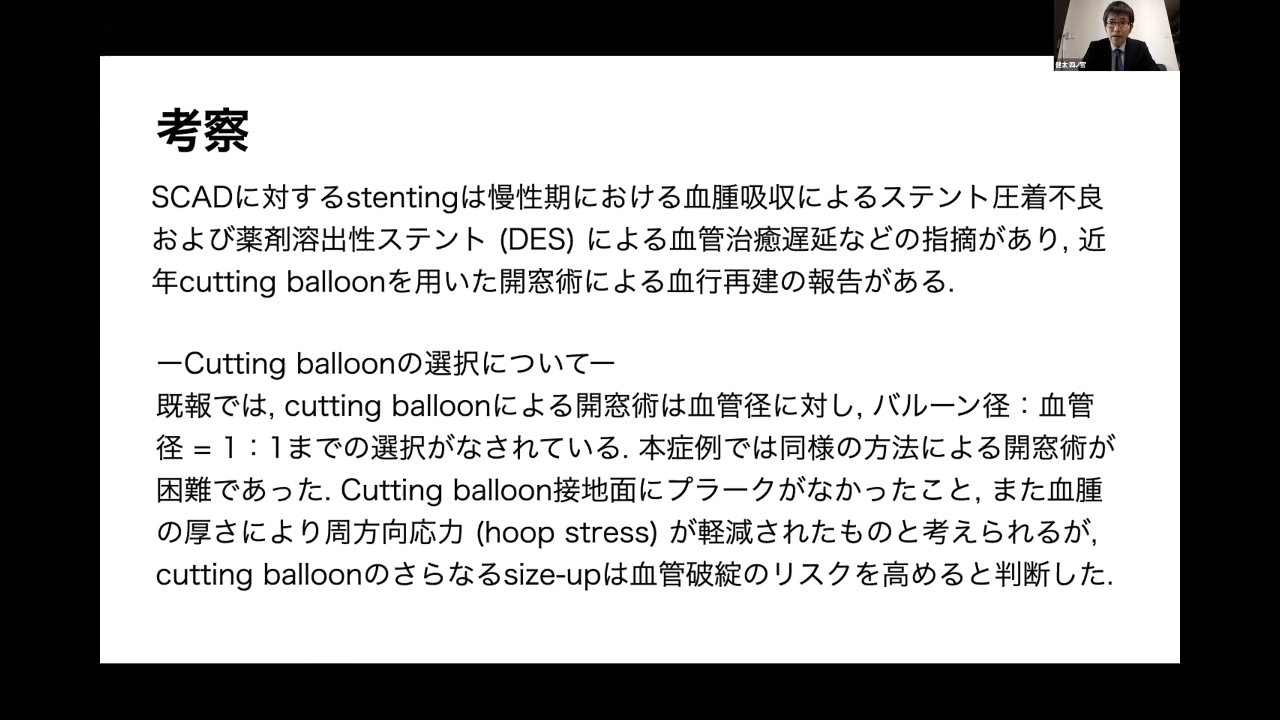 考察
SCADに対するstentingは慢性期における血腫吸収によるステント圧着不良
および薬剤溶出性ステント (DES) による血管治癒遅延などの指摘があり, 近
年cutting balloonを用いた開窓術による血行再建の報告がある.
ーCutting balloonの選択についてー
既報では, cutting balloonによる開窓術は血管径に対し, バルーン径：血管
径 = 1：1までの選択がなされている. 本症例では同様の方法による開窓術が
困難であった. Cutting balloon接地面にプラークがなかったこと, また血腫
の厚さにより周方向応力 (hoop stress) が軽減されたものと考えられるが,
cutting balloonのさらなるsize-upは血管破綻のリスクを高めると判断した.
健太 四ノ宮